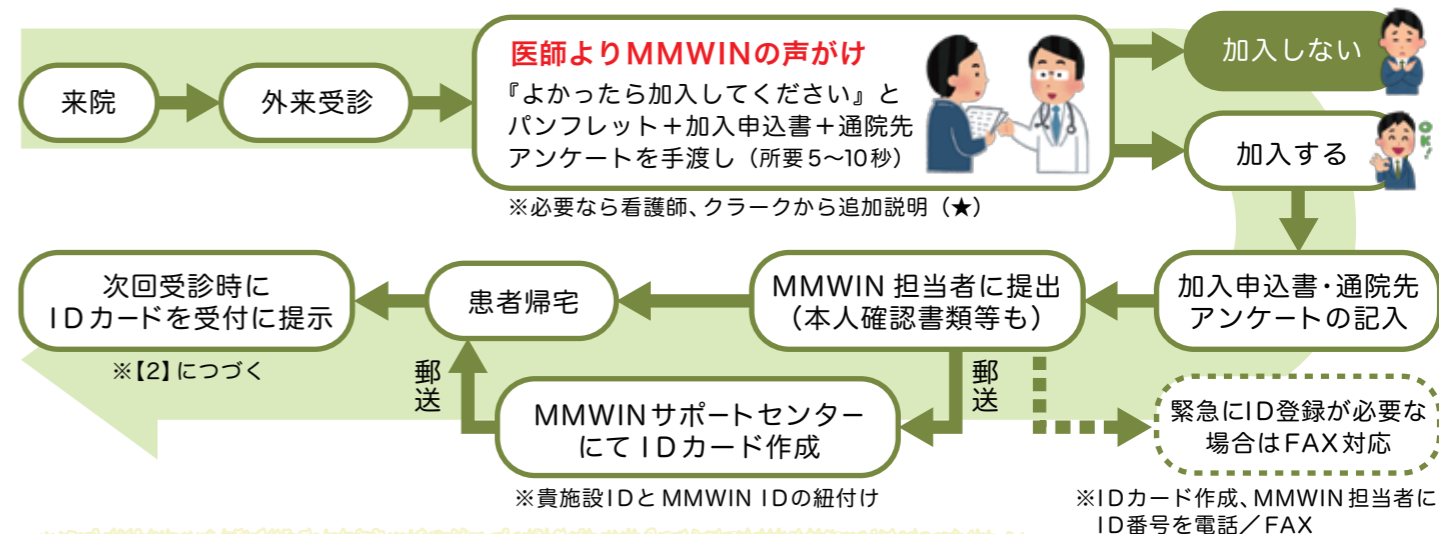 来院
外来受診
医師よりMMWINの声がけ
『よかったら加入してください』と
パンフレット＋加入申込書＋通院先
アンケートを手渡し（所要5〜10秒）
※必要なら看護師、クラークから追加説明（★）
加入しない
加入する
OK!
加入申込書・通院先
アンケートの記入
MMWIN 担当者に提出
（本人確認書類等も）
患者帰宅
次回受診時に
IDカードを受付に提示
※【2】につづく
郵送
MMWINサポートセンター
にてIDカード作成
※貴施設IDとMMWIN IDの紐付け
郵送
緊急にID登録が必要な
場合はFAX対応
※IDカード作成、MMWIN担当者に
ID番号を電話／FAX